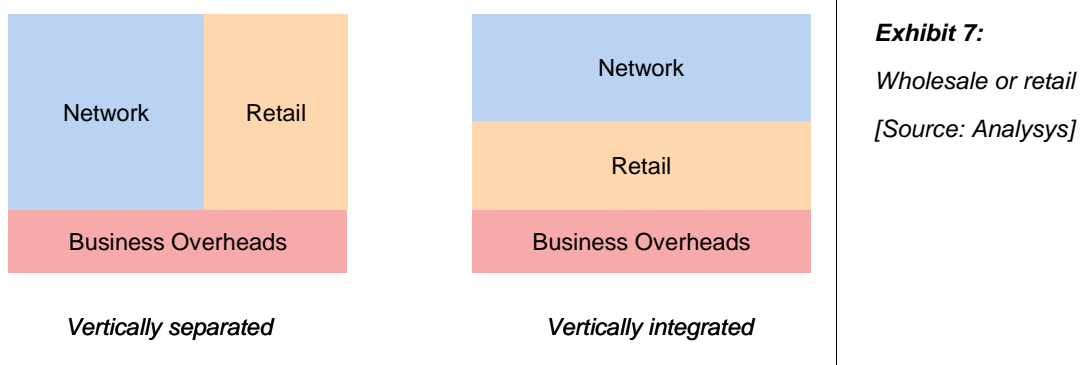 Network
Retail
Business Overheads
Vertically separated
Network
Retail
Business Overheads
Vertically integrated
Exhibit 7:
Wholesale or retail
[Source: Analysys]